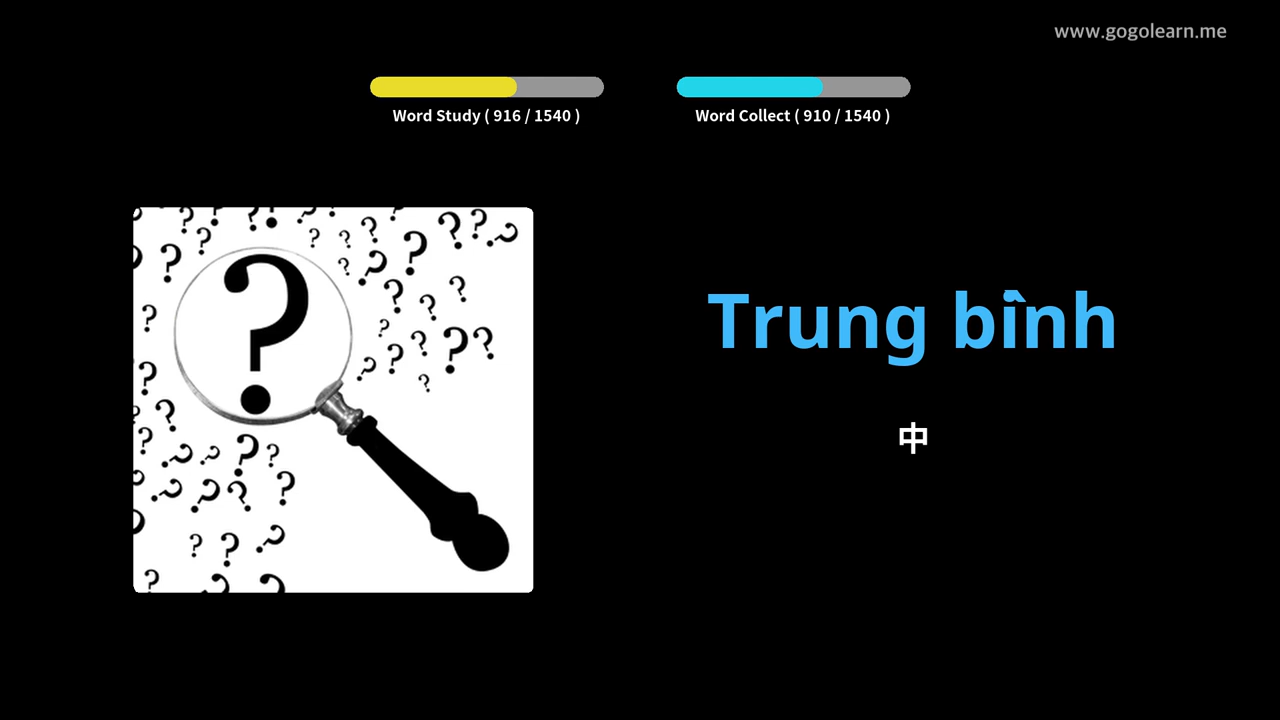 www.gogolearn.me
Word Study ( 916 / 1540 )
Word Collect ( 910 / 1540 )
Trung bình
中